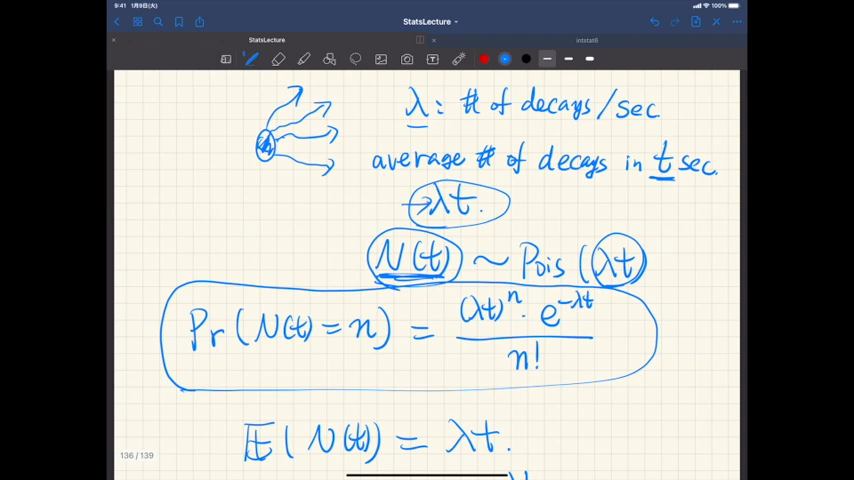 9:41 1月9日(火)
100%
StatsLecture
StatsLecture
intstat6
λ: # of decays/sec
average # of decays in t sec.
→λt.
N(t) ~ Pois (λt)
Pr(N(t)=n) = (λt)^n · e^-λt / n!
E(N(t)) = λt.
136 / 139